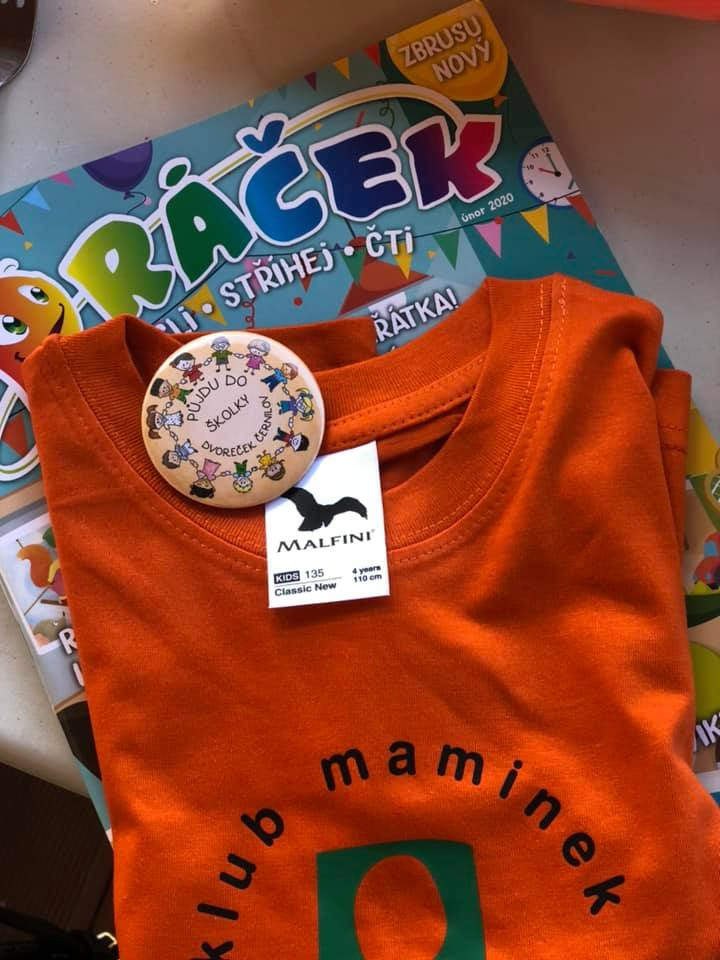 ZBRUSU
NOVÝ
RÁČEK
únor 2020
STŘÍHEJ • ČTI
PŮJDU DO
ŠKOLKY
DVOREČEK ČERNILOV
MALFINI
KIDS 135
Classic New
4 years
110 cm
klub maminek